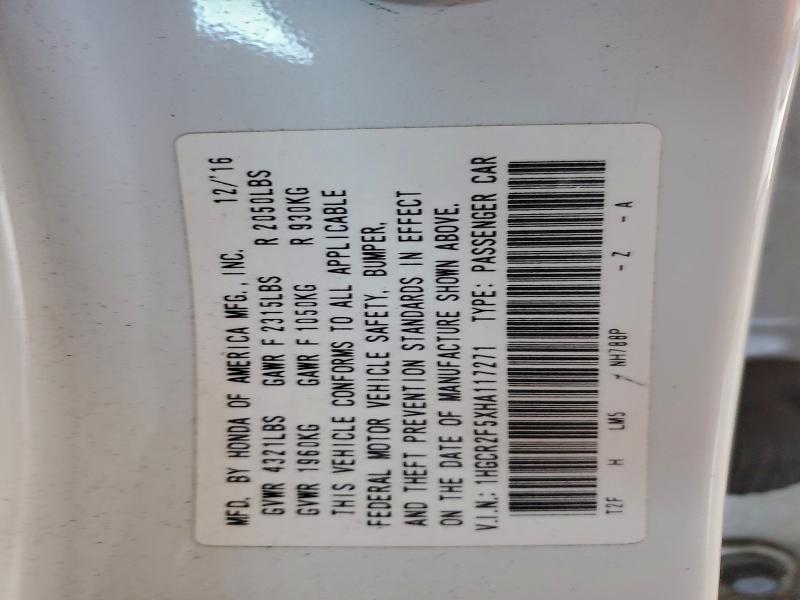 MFD. BY HONDA OF AMERICA MFG., INC. 12/'16
GVWR 4321LBS GAWR F 2315LBS R 2050LBS
GVWR 1960KG GAWR F 1050KG R 930KG
THIS VEHICLE CONFORMS TO ALL APPLICABLE
FEDERAL MOTOR VEHICLE SAFETY, BUMPER,
AND THEFT PREVENTION STANDARDS IN EFFECT
ON THE DATE OF MANUFACTURE SHOWN ABOVE.
V.I.N.: 1HGCR2F5XHA117271 TYPE: PASSENGER CAR
T2F H LM5 / NH788P - Z - A